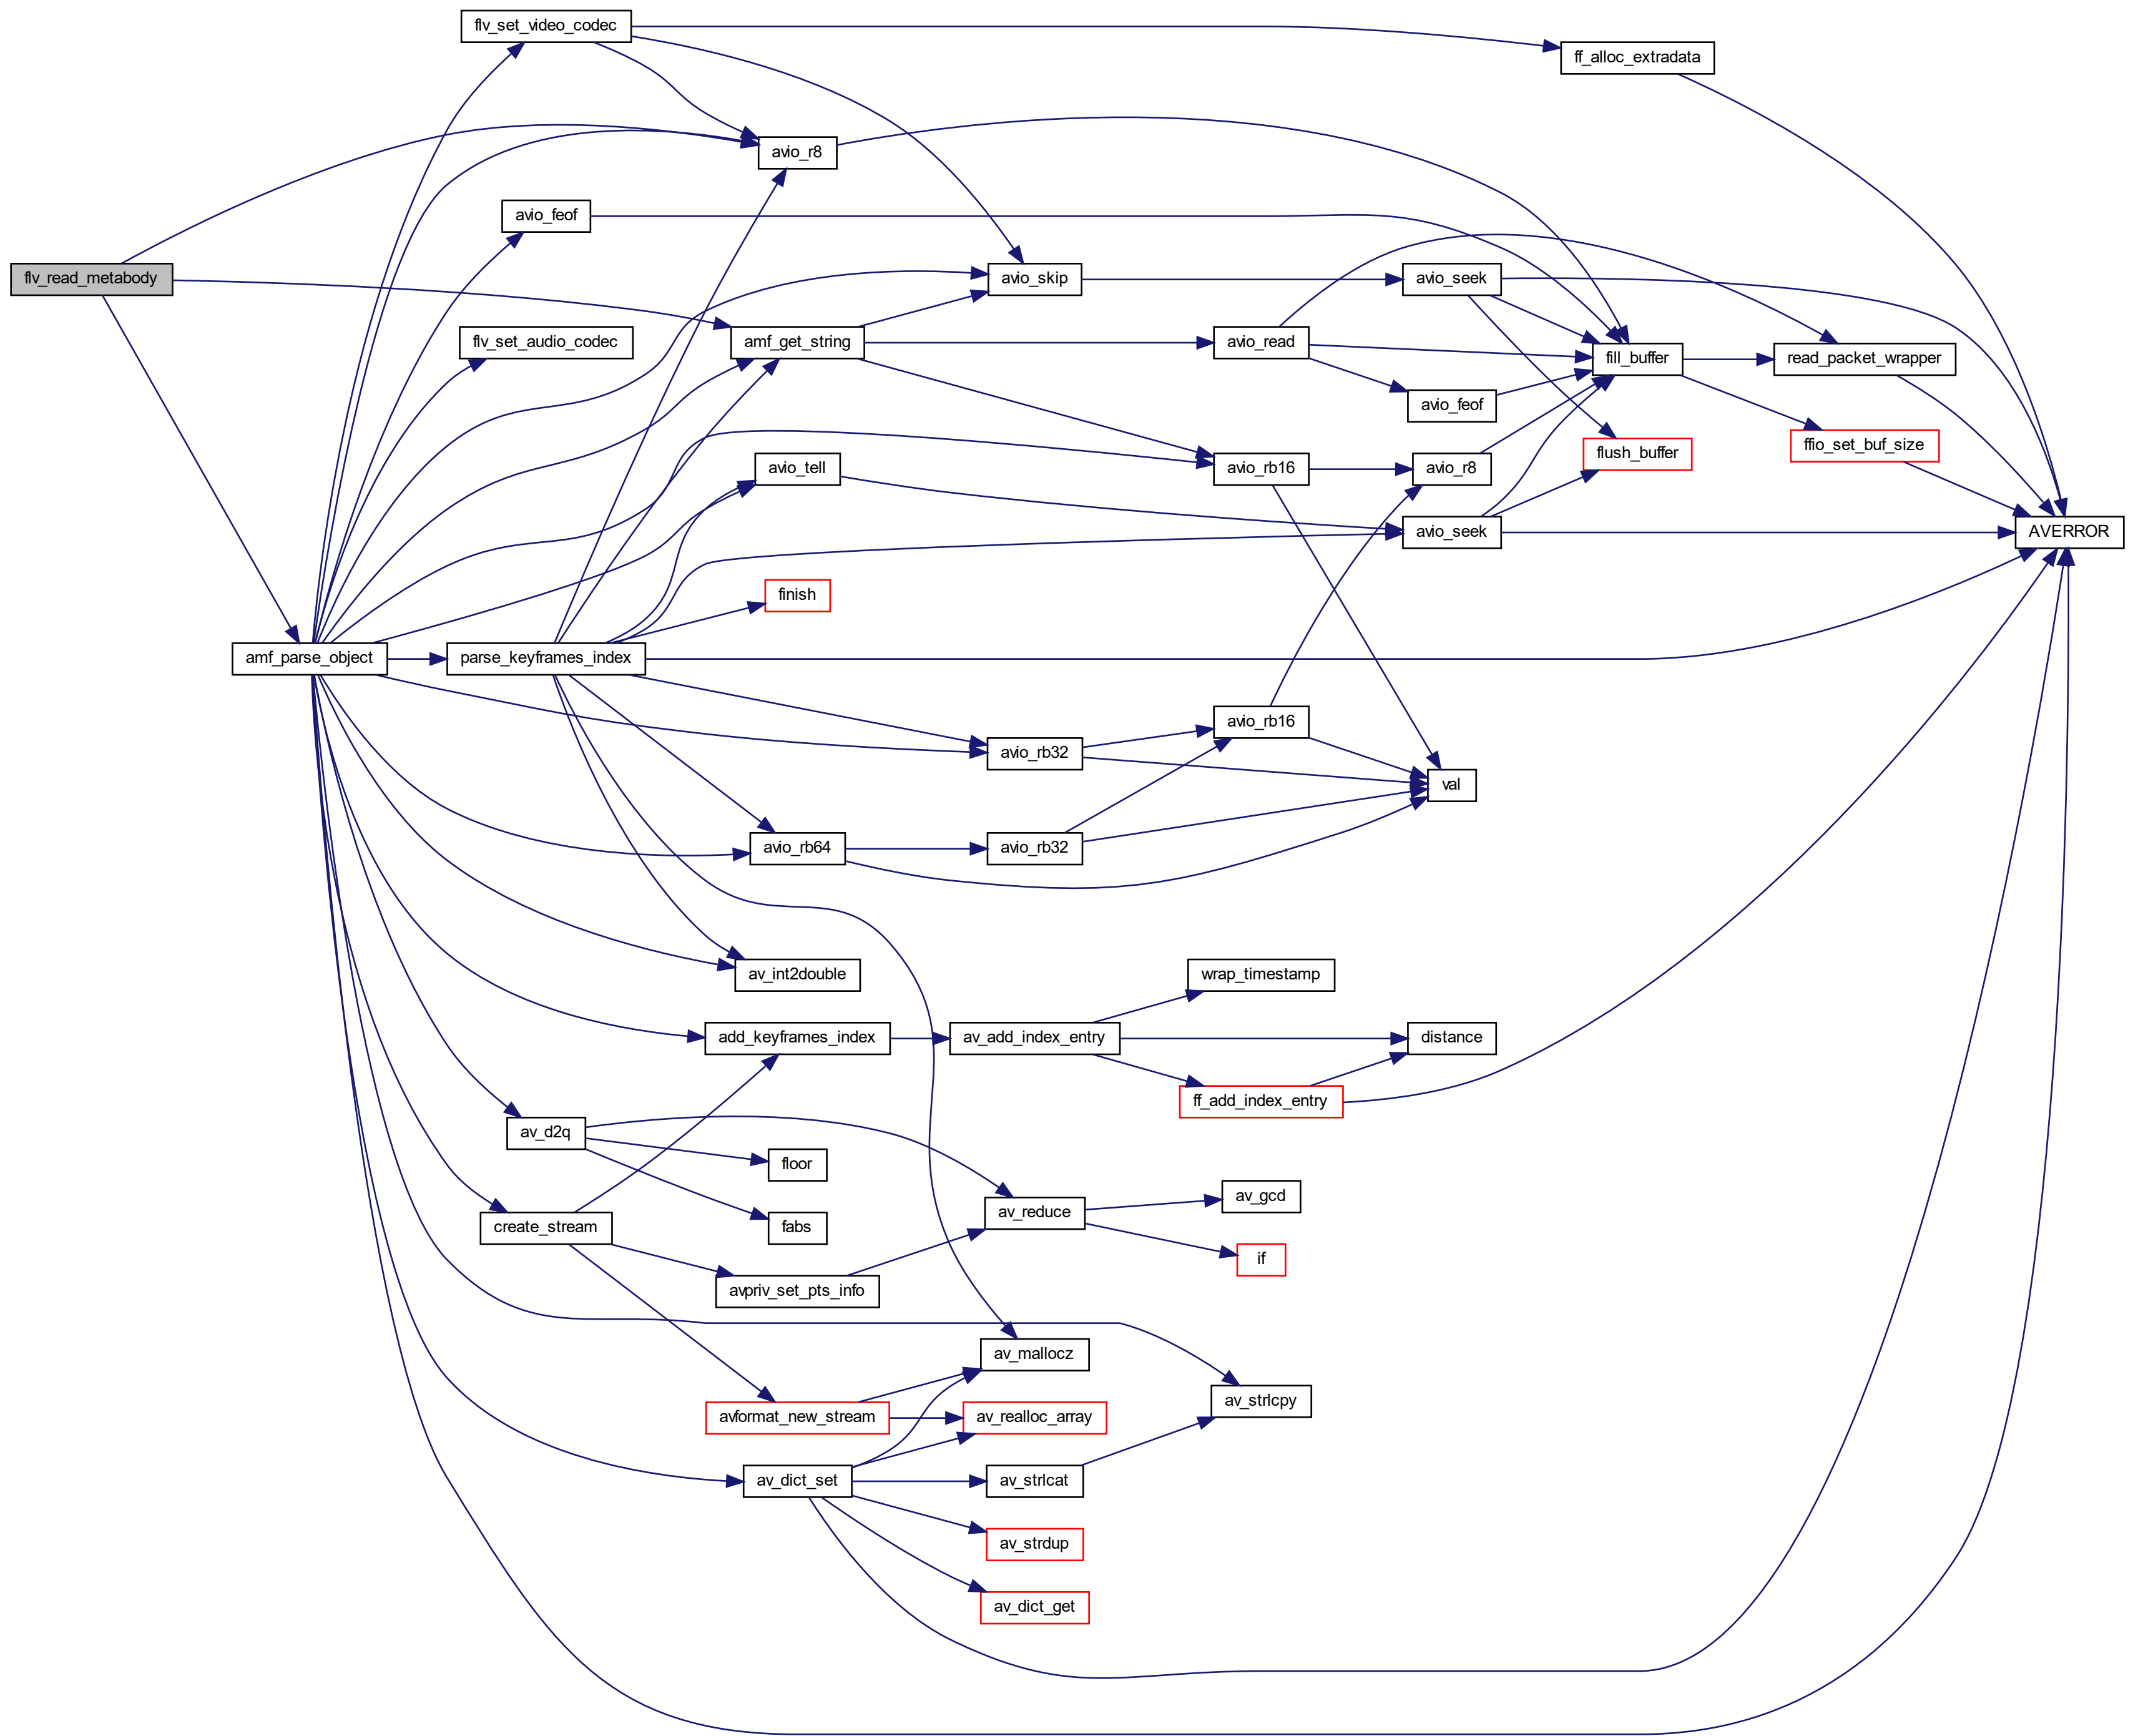 flv_set_video_codec
ff_alloc_extradata
avio_r8
avio_feof
flv_read_metabody
avio_skip
avio_seek
flv_set_audio_codec
amf_get_string
avio_read
fill_buffer
read_packet_wrapper
avio_feof
ffio_set_buf_size
flush_buffer
avio_tell
avio_rb16
avio_r8
avio_seek
AVERROR
finish
amf_parse_object
parse_keyframes_index
avio_rb16
avio_rb32
val
avio_rb64
avio_rb32
av_int2double
wrap_timestamp
add_keyframes_index
av_add_index_entry
distance
ff_add_index_entry
av_d2q
floor
av_gcd
av_reduce
create_stream
fabs
if
avpriv_set_pts_info
av_mallocz
av_strlcpy
avformat_new_stream
av_realloc_array
av_dict_set
av_strlcat
av_strdup
av_dict_get